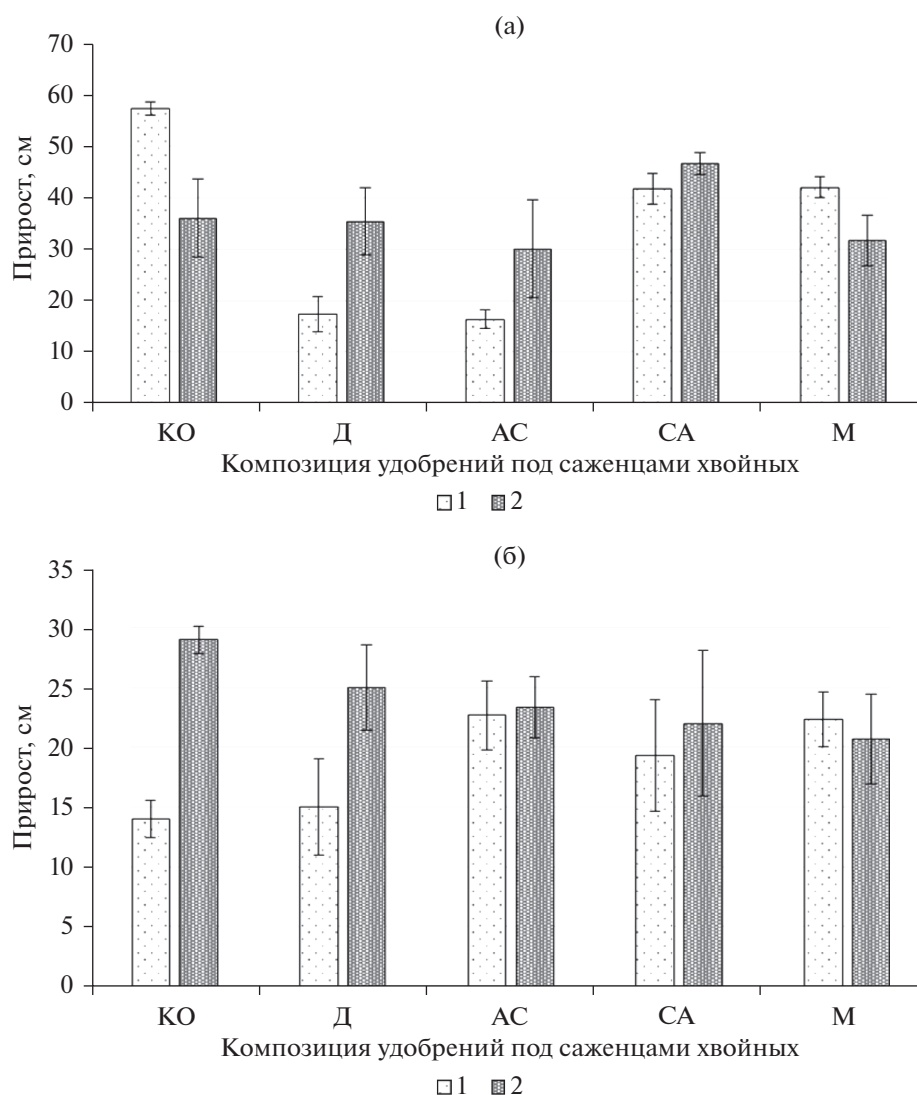 (а)
70
60
50
40
30
20
10
0
Прирост, см
КО Д АС СА М
Композиция удобрений под саженцами хвойных
1 2
(б)
35
30
25
20
15
10
5
0
Прирост, см
КО Д АС СА М
Композиция удобрений под саженцами хвойных
1 2